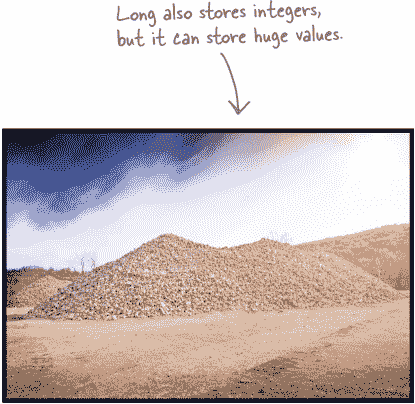 Long also stores integers,
but it can store huge values.